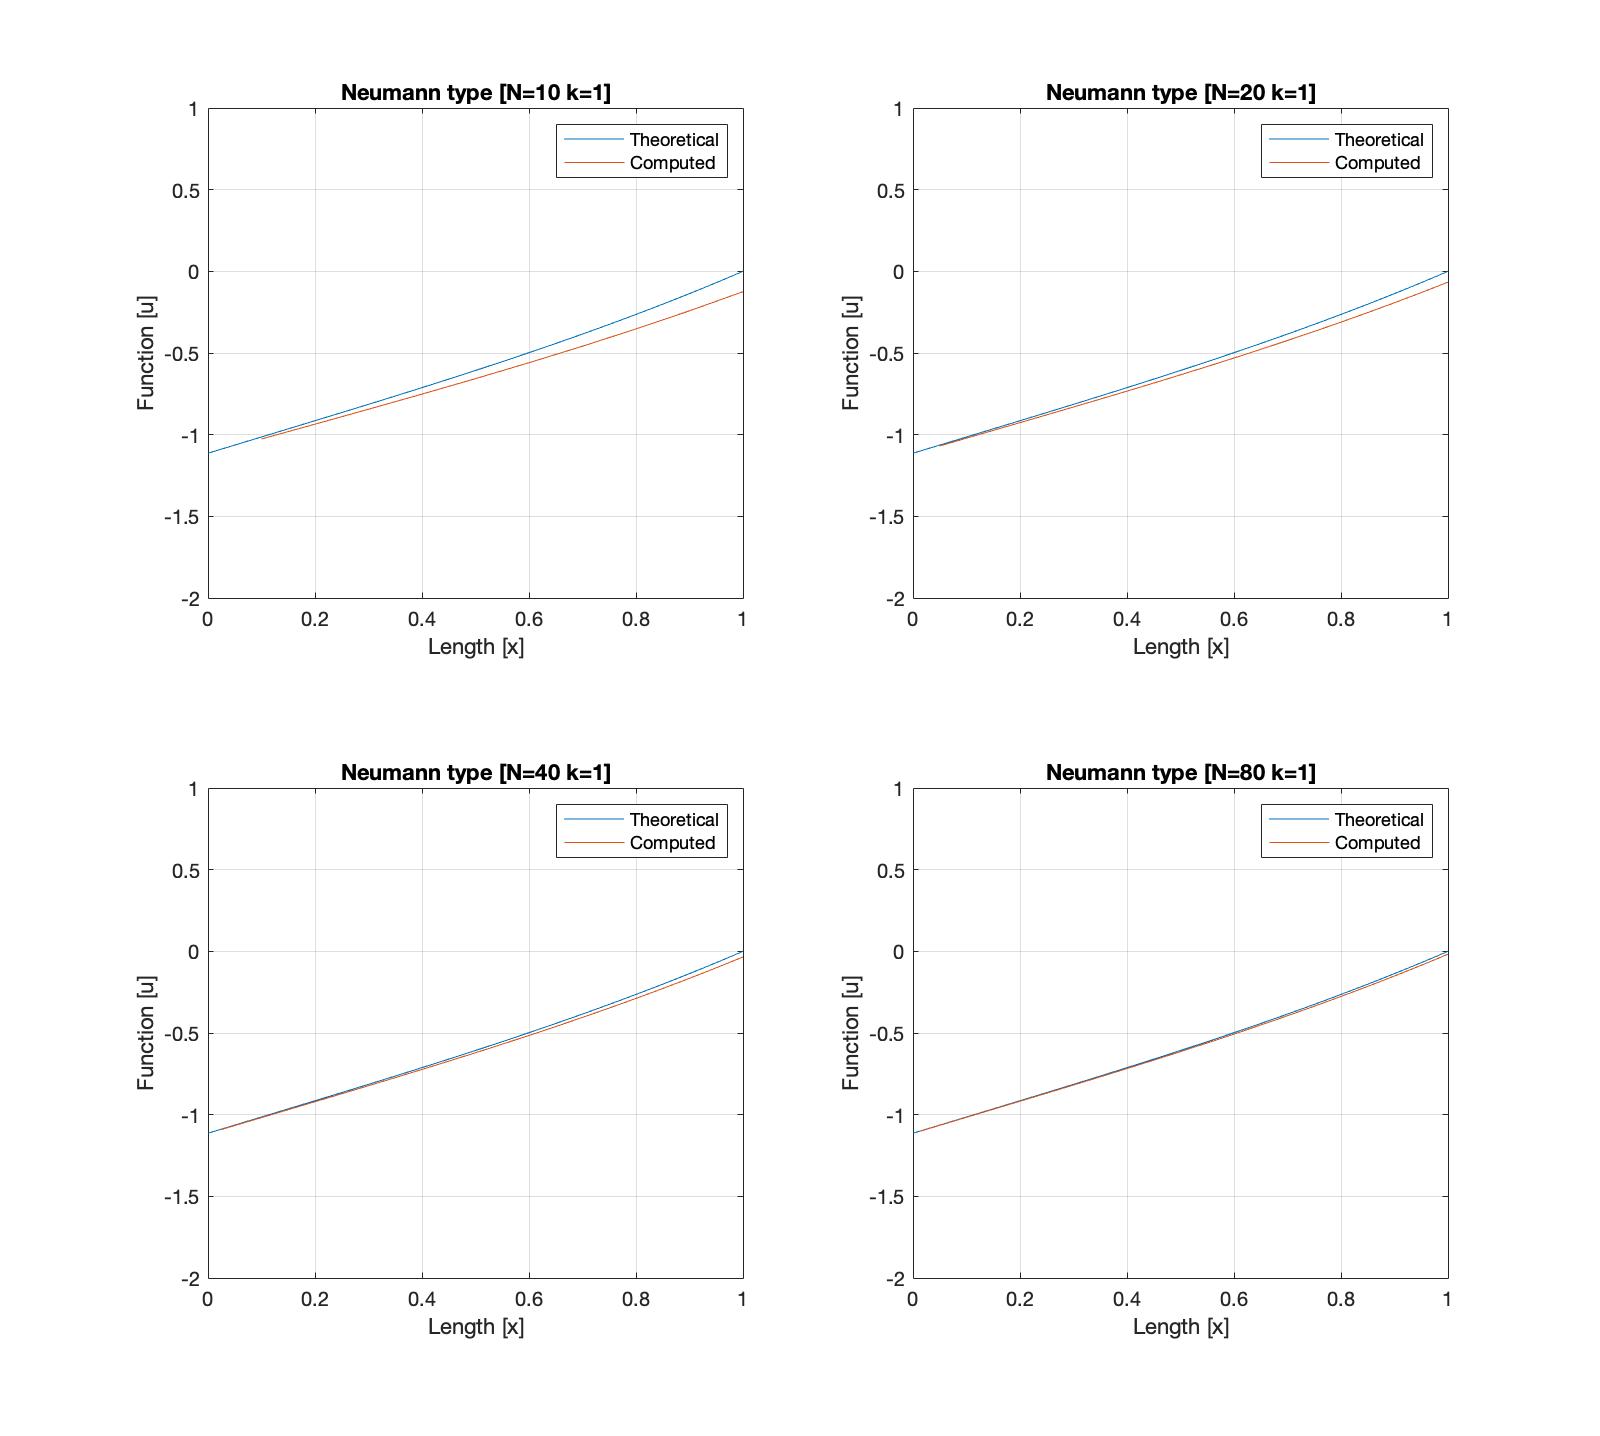 Neumann type [N=10 k=1]
1
0.5
0
-0.5
-1
-1.5
-2
Function [u]
Theoretical
Computed
0 0.2 0.4 0.6 0.8 1
Length [x]
Neumann type [N=20 k=1]
1
0.5
0
-0.5
-1
-1.5
-2
Function [u]
Theoretical
Computed
0 0.2 0.4 0.6 0.8 1
Length [x]
Neumann type [N=40 k=1]
1
0.5
0
-0.5
-1
-1.5
-2
Function [u]
Theoretical
Computed
0 0.2 0.4 0.6 0.8 1
Length [x]
Neumann type [N=80 k=1]
1
0.5
0
-0.5
-1
-1.5
-2
Function [u]
Theoretical
Computed
0 0.2 0.4 0.6 0.8 1
Length [x]